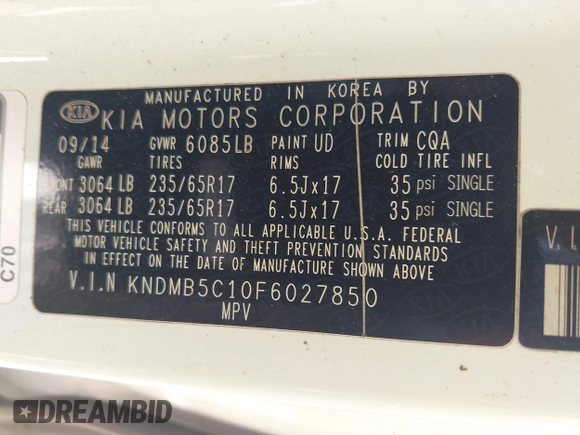 MANUFACTURED IN KOREA BY
KIA KIA MOTORS CORPORATION
09/14 GVWR 6085LB PAINT UD TRIM CQA
GAWR TIRES RIMS COLD TIRE INFL
FRONT 3064 LB 235/65R17 6.5Jx17 35 psi SINGLE
REAR 3064 LB 235/65R17 6.5Jx17 35 psi SINGLE
THIS VEHICLE CONFORMS TO ALL APPLICABLE U.S.A. FEDERAL
MOTOR VEHICLE SAFETY AND THEFT PREVENTION STANDARDS
IN EFFECT ON THE DATE OF MANUFACTURE SHOWN ABOVE
V.I.N KNDMB5C10F6027850
MPV
C70
V.I
DREAMBID